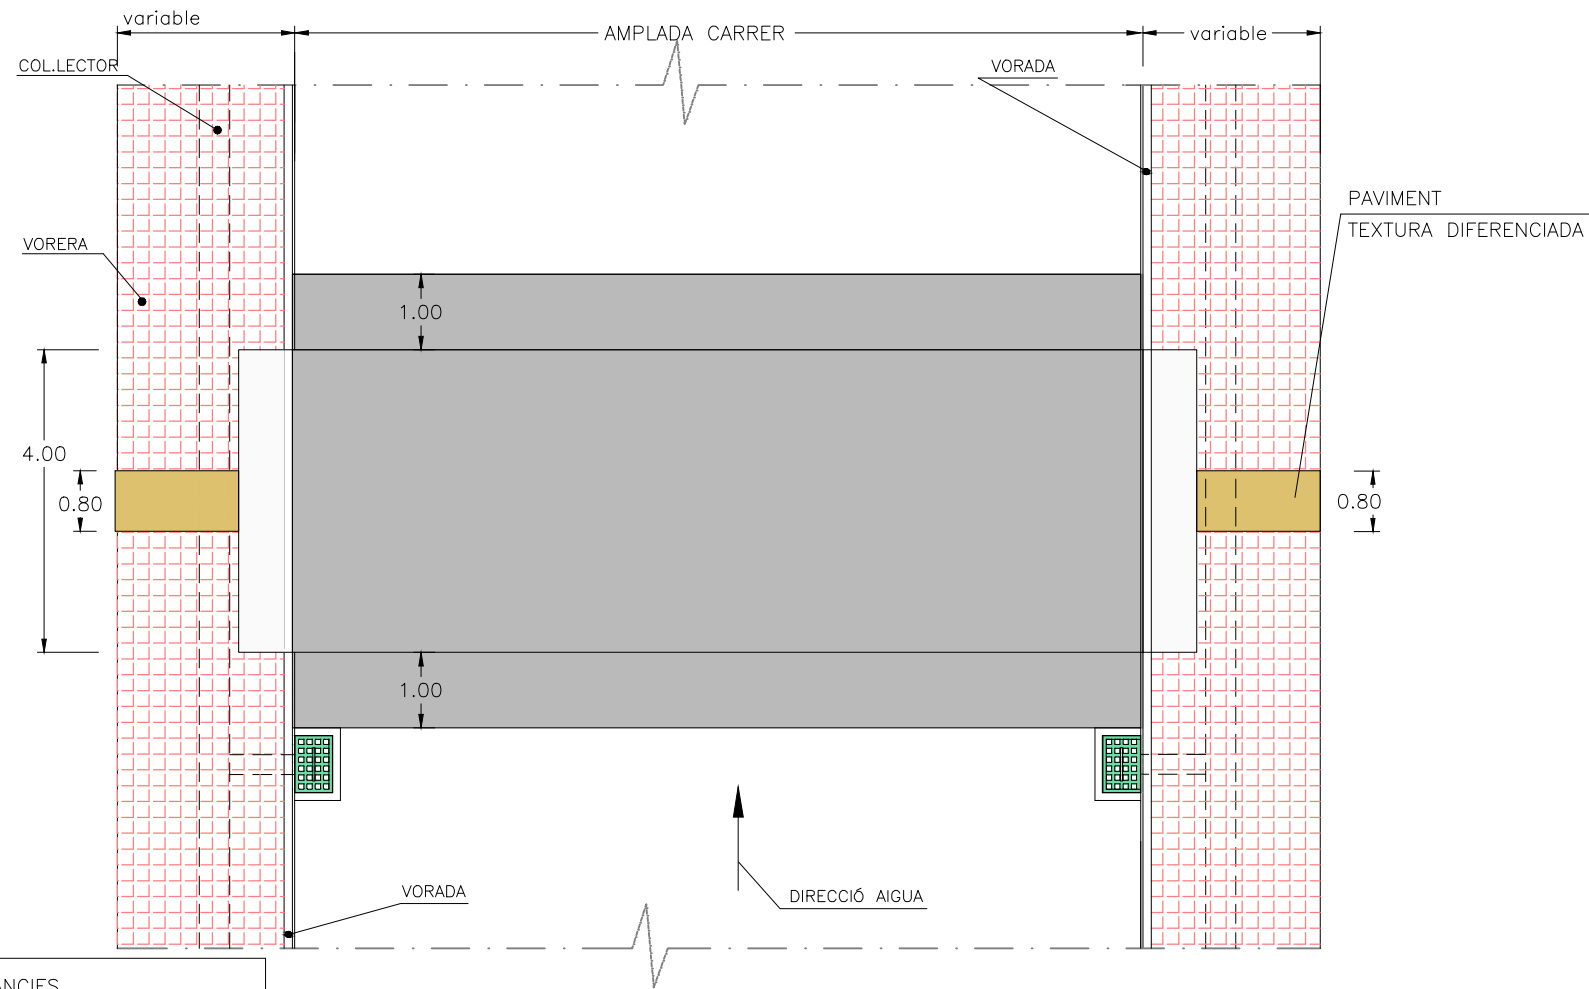 variable
AMPLADA CARRER
variable
COL.LECTOR
VORADA
PAVIMENT
TEXTURA DIFERENCIADA
VORERA
1.00
4.00
0.80
0.80
1.00
VORADA
DIRECCIÓ AIGUA